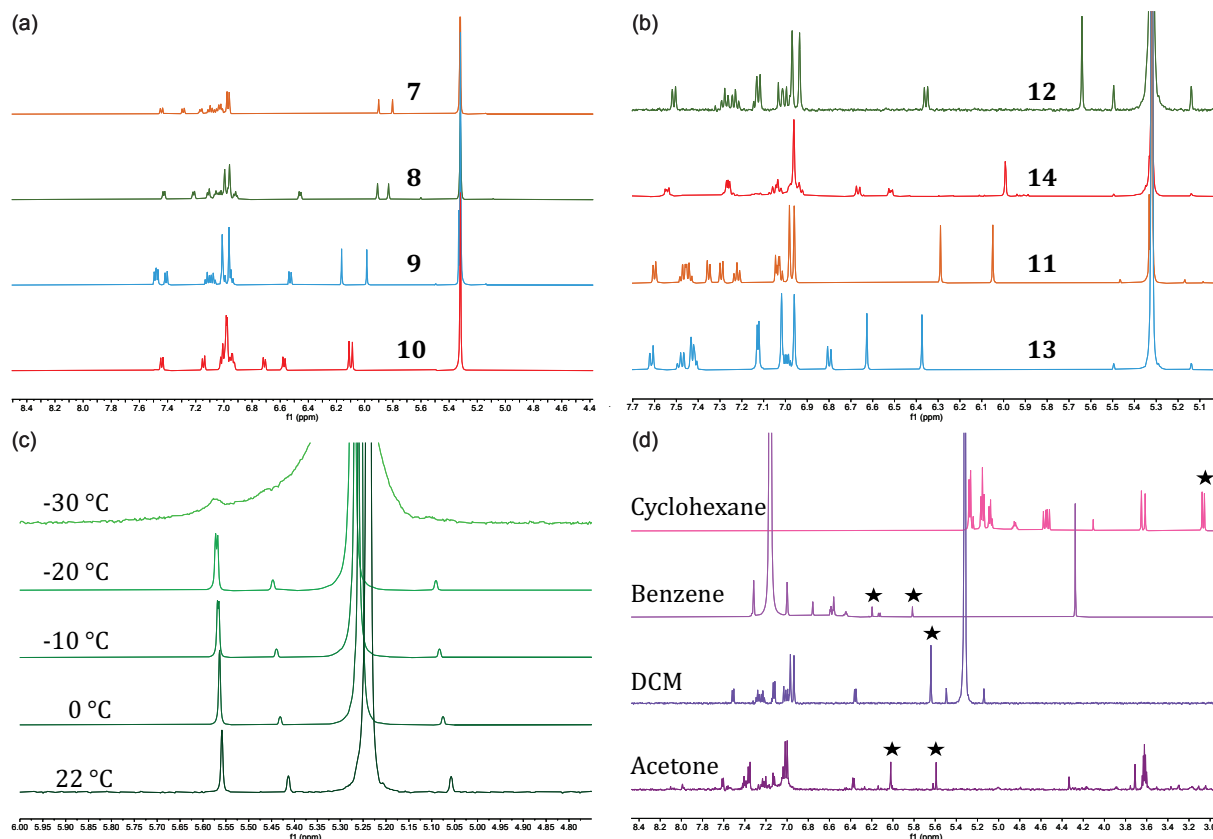 (a)
7
8
9
10
8.4 8.2 8.0 7.8 7.6 7.4 7.2 7.0 6.8 6.6 6.4 6.2 6.0 5.8 5.6 5.4 5.2 5.0 4.8 4.6 4.4
f1 (ppm)
(b)
12
14
11
13
7.7 7.6 7.5 7.4 7.3 7.2 7.1 7.0 6.9 6.8 6.7 6.6 6.5 6.4 6.3 6.2 6.1 6.0 5.9 5.8 5.7 5.6 5.5 5.4 5.3 5.2 5.1
f1 (ppm)
(c)
-30 °C
-20 °C
-10 °C
0 °C
22 °C
6.00 5.95 5.90 5.85 5.80 5.75 5.70 5.65 5.60 5.55 5.50 5.45 5.40 5.35 5.30 5.25 5.20 5.15 5.10 5.05 5.00 4.95 4.90 4.85 4.80
f1 (ppm)
(d)
Cyclohexane
Benzene
DCM
Acetone
8.4 8.2 8.0 7.8 7.6 7.4 7.2 7.0 6.8 6.6 6.4 6.2 6.0 5.8 5.6 5.4 5.2 5.0 4.8 4.6 4.4 4.2 4.0 3.8 3.6 3.4 3.2 3.0
f1 (ppm)